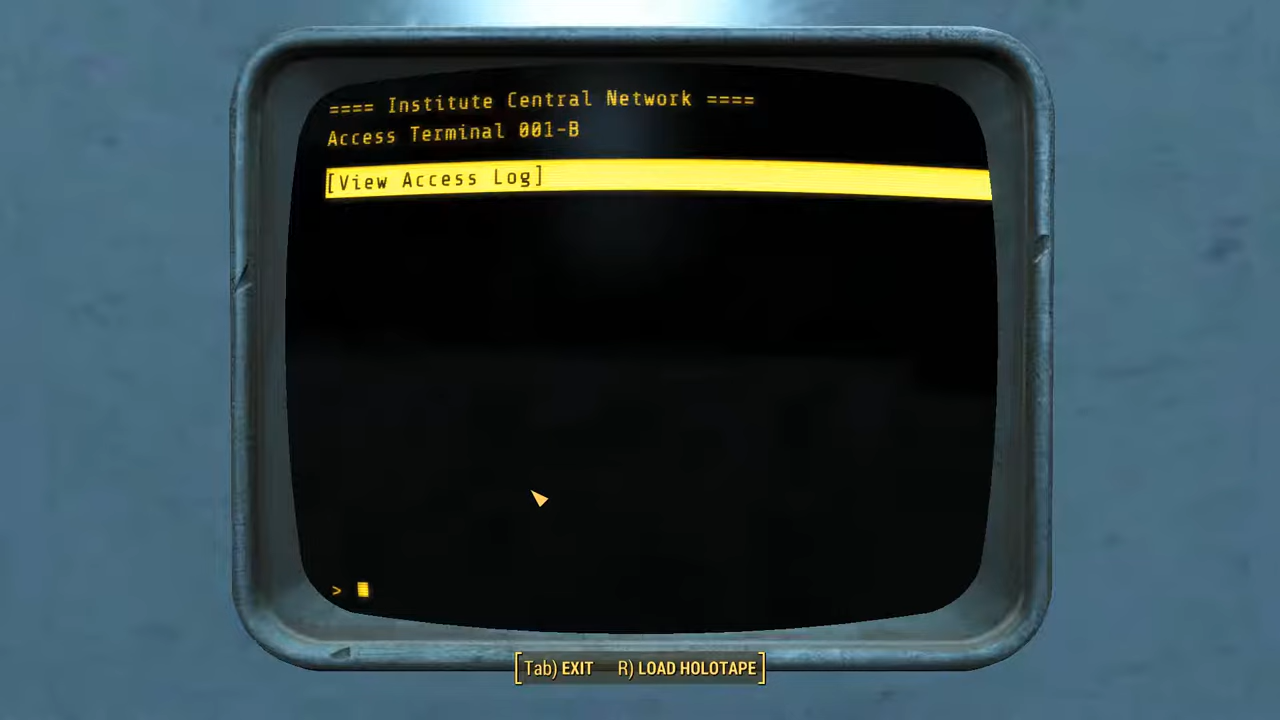 ==== Institute Central Network ====
Access Terminal 001-B
[View Access Log]
>
[Tab) EXIT R) LOAD HOLOTAPE]